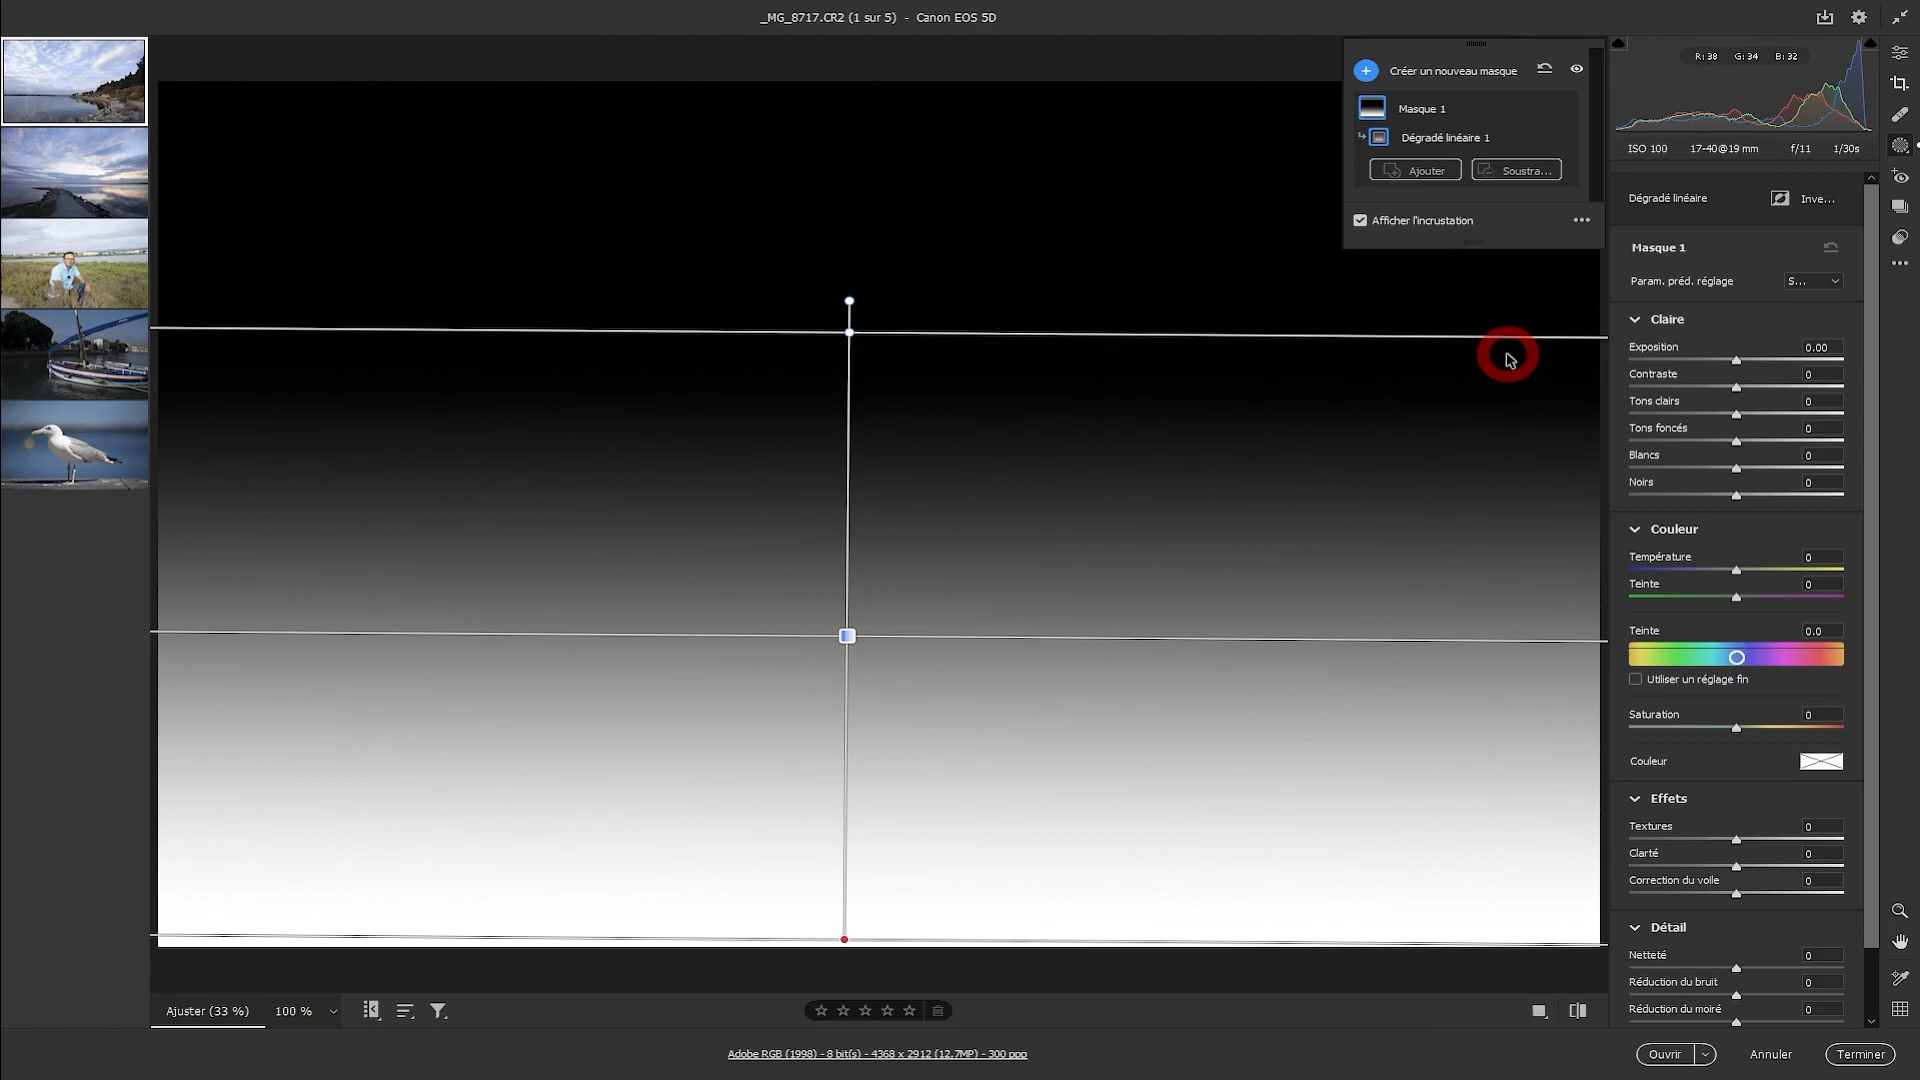 _MG_8717.CR2 (1 sur 5) - Canon EOS 5D
Créer un nouveau masque
Masque 1
Dégradé linéaire 1
Ajouter
Soustra...
Afficher l'incrustation
R: 38 G: 34 B: 32
ISO 100 17-40@19 mm f/11 1/30s
Dégradé linéaire Inve...
Masque 1
Param. préd. réglage S...
Claire
Exposition 0.00
Contraste 0
Tons clairs 0
Tons foncés 0
Blancs 0
Noirs 0
Couleur
Température 0
Teinte 0
Teinte 0.0
Utiliser un réglage fin
Saturation 0
Couleur
Effets
Textures 0
Clarté 0
Correction du voile 0
Détail
Netteté 0
Réduction du bruit 0
Réduction du moiré 0
Ajuster (33 %) 100 %
Adobe RGB (1998) - 8 bit(s) - 4368 x 2912 (12,7MP) - 300 ppp
Ouvrir Annuler Terminer